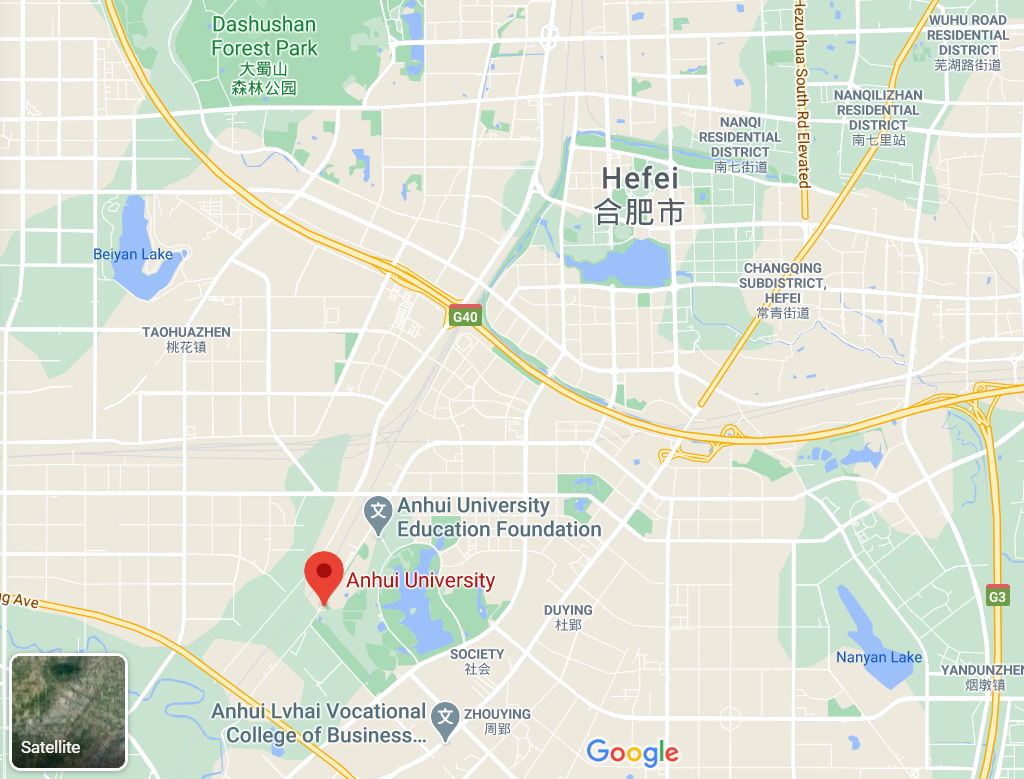 Dashushan
Forest Park
大蜀山
森林公园
Hezuohua South Rd Elevated
WUHU ROAD
RESIDENTIAL
DISTRICT
芜湖路街道
NANQILIZHAN
RESIDENTIAL
DISTRICT
南七里站
NANQI
RESIDENTIAL
DISTRICT
南七街道
Hefei
合肥市
Beiyan Lake
CHANGQING
SUBDISTRICT,
HEFEI
常青街道
G40
TAOHUAZHEN
桃花镇
文
Anhui University
Education Foundation
Anhui University
ng Ave
G3
DUYING
杜郢
SOCIETY
社会
Nanyan Lake
YANDUNZHEN
烟墩镇
Anhui Lvhai Vocational
College of Business...
文
ZHOUYING
周郢
Satellite
Google